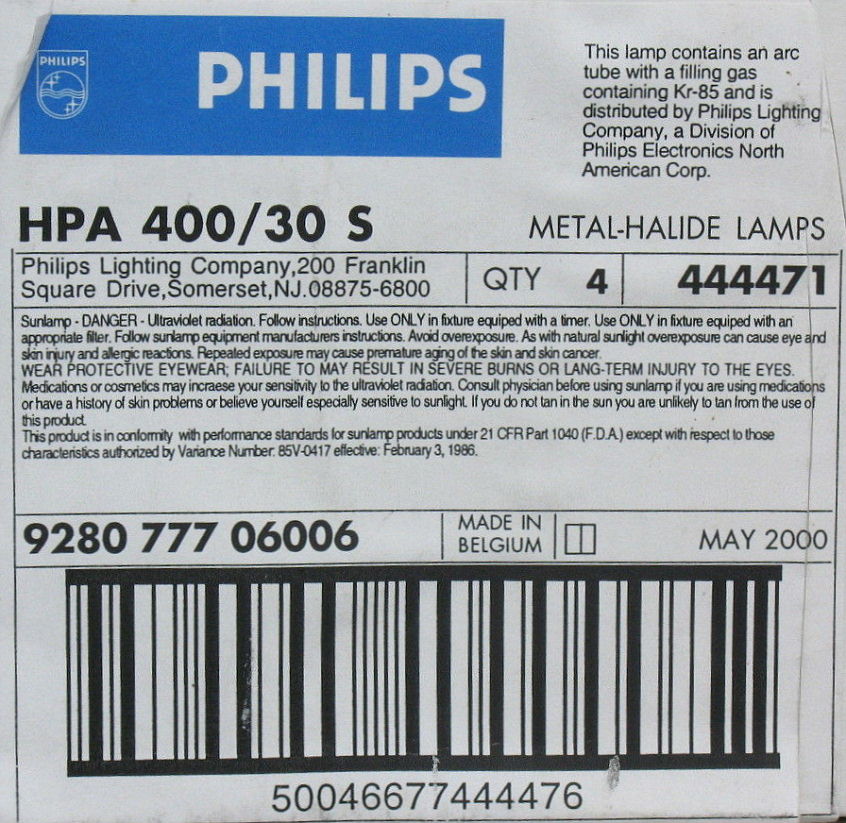 PHILIPS
PHILIPS
This lamp contains an arc
tube with a filling gas
containing Kr-85 and is
distributed by Philips Lighting
Company, a Division of
Philips Electronics North
American Corp.
HPA 400/30 S
METAL-HALIDE LAMPS
Philips Lighting Company,200 Franklin
Square Drive,Somerset,NJ.08875-6800
QTY 4
444471
Sunlamp - DANGER - Ultraviolet radiation. Follow instructions. Use ONLY in fixture equiped with a timer. Use ONLY in fixture equiped with an
appropriate filter. Follow sunlamp equipment manufacturers instructions. Avoid overexposure. As with natural sunlight overexposure can cause eye and
skin injury and allergic reactions. Repeated exposure may cause premature aging of the skin and skin cancer.
WEAR PROTECTIVE EYEWEAR; FAILURE TO MAY RESULT IN SEVERE BURNS OR LANG-TERM INJURY TO THE EYES.
Medications or cosmetics may incraese your sensitivity to the ultraviolet radiation. Consult physician before using sunlamp if you are using medications
or have a history of skin problems or believe yourself especially sensitive to sunlight. If you do not tan in the sun you are unlikely to tan from the use of
this product.
This product is in conformity with performance standards for sunlamp products under 21 CFR Part 1040 (F.D.A.) except with respect to those
characteristics authorized by Variance Number: 85V-0417 effective: February 3, 1986.
9280 777 06006
MADE IN
BELGIUM
MAY 2000
50046677444476